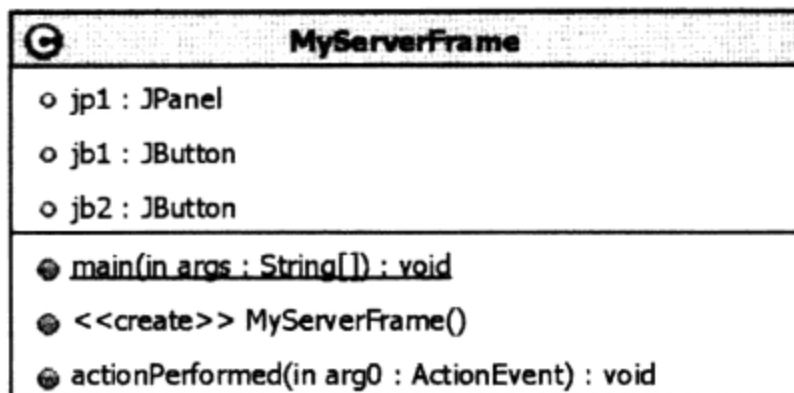 C MyServerFrame
jp1 : JPanel
jb1 : JButton
jb2 : JButton
main(in args : String[]) : void
<<create>> MyServerFrame()
actionPerformed(in arg0 : ActionEvent) : void